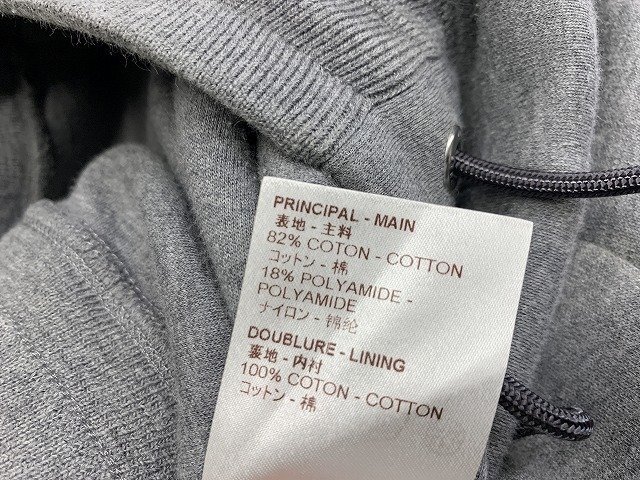 PRINCIPAL - MAIN
表地 - 主料
82% COTON - COTTON
コットン - 棉
18% POLYAMIDE -
POLYAMIDE
ナイロン - 锦纶
DOUBLURE - LINING
裏地 - 内衬
100% COTON - COTTON
コットン - 棉